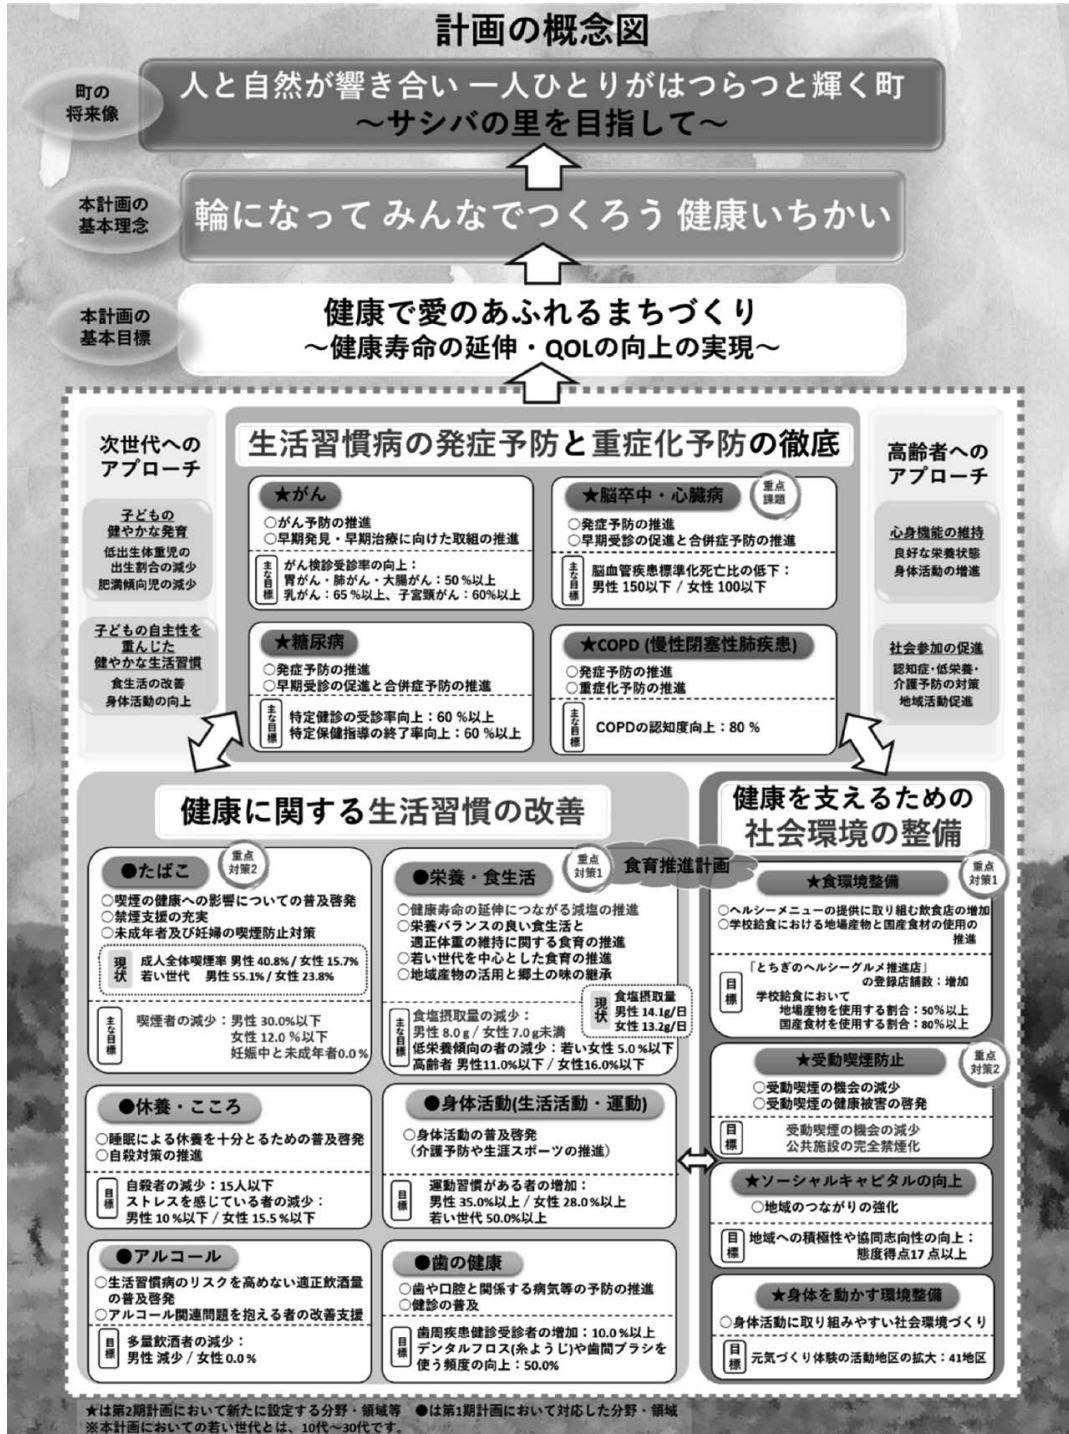 計画の概念図
町の
将来像
人と自然が響き合い 一人ひとりがはつらつと輝く町
～サシバの里を目指して～
本計画の
基本理念
輪になって みんなでつくろう 健康いちかい
本計画の
基本目標
健康で愛のあふれるまちづくり
～健康寿命の延伸・QOLの向上の実現～
次世代への
アプローチ
子どもの
健やかな発育
低出生体重児の
出生割合の減少
肥満傾向児の減少
子どもの自主性を
重んじた
健やかな生活習慣
食生活の改善
身体活動の向上
生活習慣病の発症予防と重症化予防の徹底
★がん
○がん予防の推進
○早期発見・早期治療に向けた取組の推進
主な目標
がん検診受診率の向上：
胃がん・肺がん・大腸がん：50％以上
乳がん：65％以上、子宮頸がん：60％以上
★脳卒中・心臓病
重点
課題
○発症予防の推進
○早期受診の促進と合併症予防の推進
主な目標
脳血管疾患標準化死亡比の低下：
男性 150以下 / 女性 100以下
★糖尿病
○発症予防の推進
○早期受診の促進と合併症予防の推進
主な目標
特定健診の受診率向上：60％以上
特定保健指導の終了率向上：60％以上
★COPD (慢性閉塞性肺疾患)
○発症予防の推進
○重症化予防の推進
主な目標
COPDの認知度向上：80％
高齢者への
アプローチ
心身機能の維持
良好な栄養状態
身体活動の増進
社会参加の促進
認知症・低栄養・
介護予防の対策
地域活動促進
健康に関する生活習慣の改善
●たばこ
重点
対策2
○喫煙の健康への影響についての普及啓発
○禁煙支援の充実
○未成年者及び妊婦の喫煙防止対策
現状
成人全体喫煙率 男性 40.8% / 女性 15.7%
若い世代 男性 55.1% / 女性 23.8%
主な目標
喫煙者の減少：男性 30.0%以下
女性 12.0 %以下
妊娠中と未成年者0.0 %
●栄養・食生活
重点
対策1
食育推進計画
○健康寿命の延伸につながる減塩の推進
○栄養バランスの良い食生活と
適正体重の維持に関する食育の推進
○若い世代を中心とした食育の推進
○地域産物の活用と郷土の味の継承
現状
食塩摂取量
男性 14.1g/日
女性 13.2g/日
主な目標
食塩摂取量の減少：
男性 8.0 g / 女性 7.0 g未満
低栄養傾向の者の減少：若い女性 5.0 %以下
高齢者 男性11.0%以下 / 女性16.0%以下
●休養・こころ
○睡眠による休養を十分とるための普及啓発
○自殺対策の推進
目標
自殺者の減少：15人以下
ストレスを感じている者の減少：
男性 10 %以下 / 女性 15.5 %以下
●身体活動(生活活動・運動)
○身体活動の普及啓発
（介護予防や生涯スポーツの推進）
目標
運動習慣がある者の増加：
男性 35.0%以上 / 女性 28.0 %以上
若い世代 50.0%以上
●アルコール
○生活習慣病のリスクを高めない適正飲酒量
の普及啓発
○アルコール関連問題を抱える者の改善支援
目標
多量飲酒者の減少：
男性 減少 / 女性 0.0 %
●歯の健康
○歯や口腔と関係する病気等の予防の推進
○健診の普及
目標
歯周疾患健診受診者の増加：10.0 %以上
デンタルフロス(糸ようじ)や歯間ブラシを
使う頻度の向上：50.0%
健康を支えるための
社会環境の整備
★食環境整備
重点
対策1
○ヘルシーメニューの提供に取り組む飲食店の増加
○学校給食における地場産物と国産食材の使用の
推進
目標
「とちぎのヘルシーグルメ推進店」
の登録店舗数：増加
学校給食において
地場産物を使用する割合：50%以上
国産食材を使用する割合：80%以上
★受動喫煙防止
重点
対策2
○受動喫煙の機会の減少
○受動喫煙の健康被害の啓発
目標
受動喫煙の機会の減少
公共施設の完全禁煙化
★ソーシャルキャピタルの向上
○地域のつながりの強化
目標
地域への積極性や協同志向性の向上：
態度得点17 点以上
★身体を動かす環境整備
○身体活動に取り組みやすい社会環境づくり
目標
元気づくり体験の活動地区の拡大：41地区
★は第2期計画において新たに設定する分野・領域等 ●は第1期計画において対応した分野・領域
※本計画においての若い世代とは、10代～30代です。